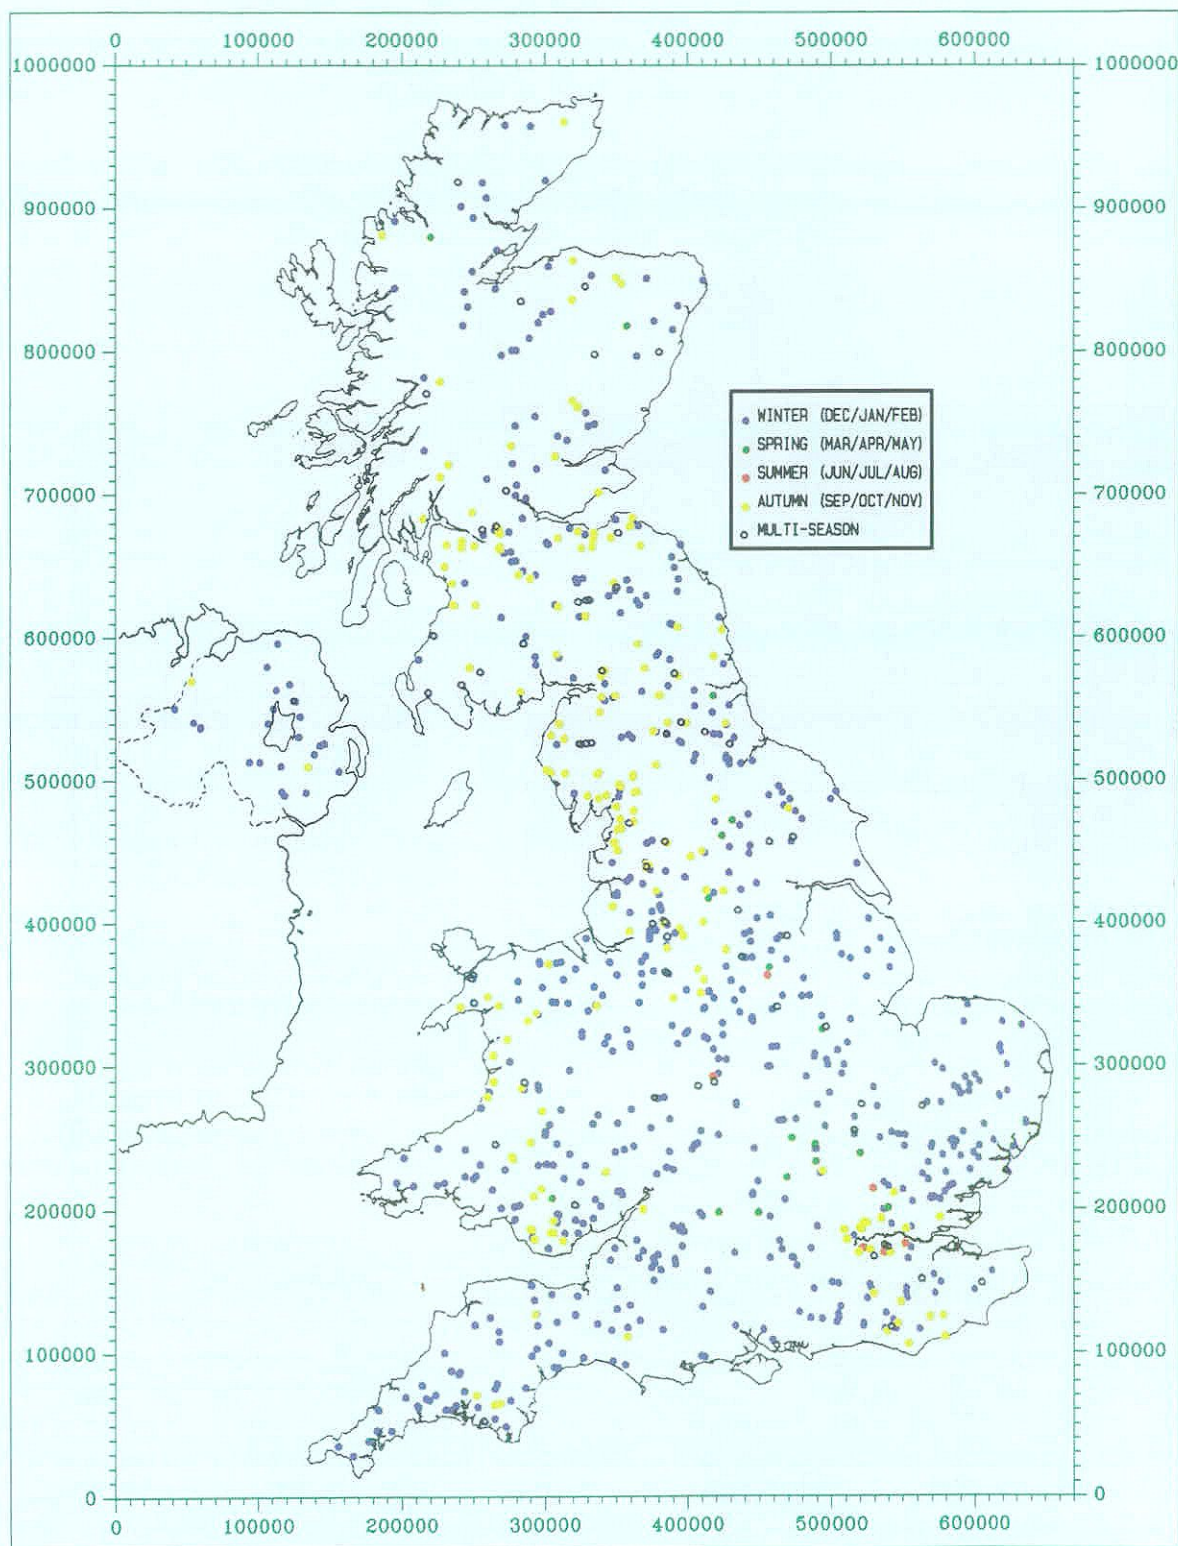 0 100000 200000 300000 400000 500000 600000
1000000 1000000
900000 900000
800000 800000
WINTER (DEC/JAN/FEB)
SPRING (MAR/APR/MAY)
SUMMER (JUN/JUL/AUG)
AUTUMN (SEP/OCT/NOV)
MULTI-SEASON
700000 700000
600000 600000
500000 500000
400000 400000
300000 300000
200000 200000
100000 100000
0 0
0 100000 200000 300000 400000 500000 600000